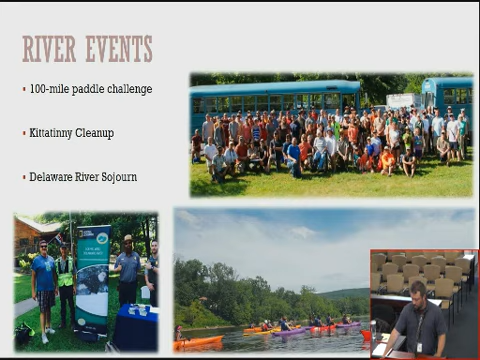 RIVER EVENTS
100-mile paddle challenge
Kittatinny Cleanup
Delaware River Sojourn